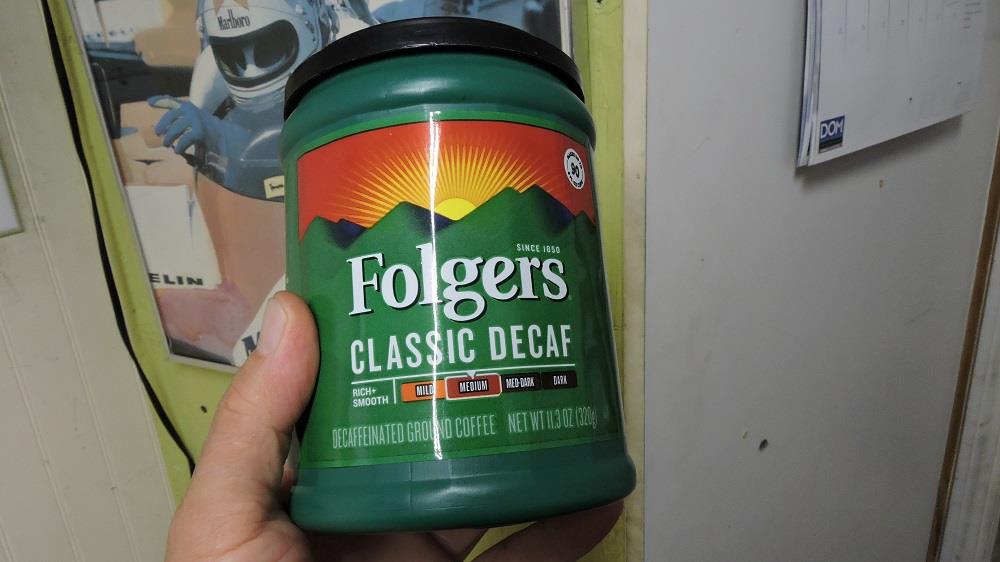 Marlboro
ELIN
DOM
90
SINCE 1850
Folgers
CLASSIC DECAF
RICH+
SMOOTH
MILD
MEDIUM
MED-DARK
DARK
DECAFFEINATED GROUND COFFEE NET WT 11.3 OZ (320g)